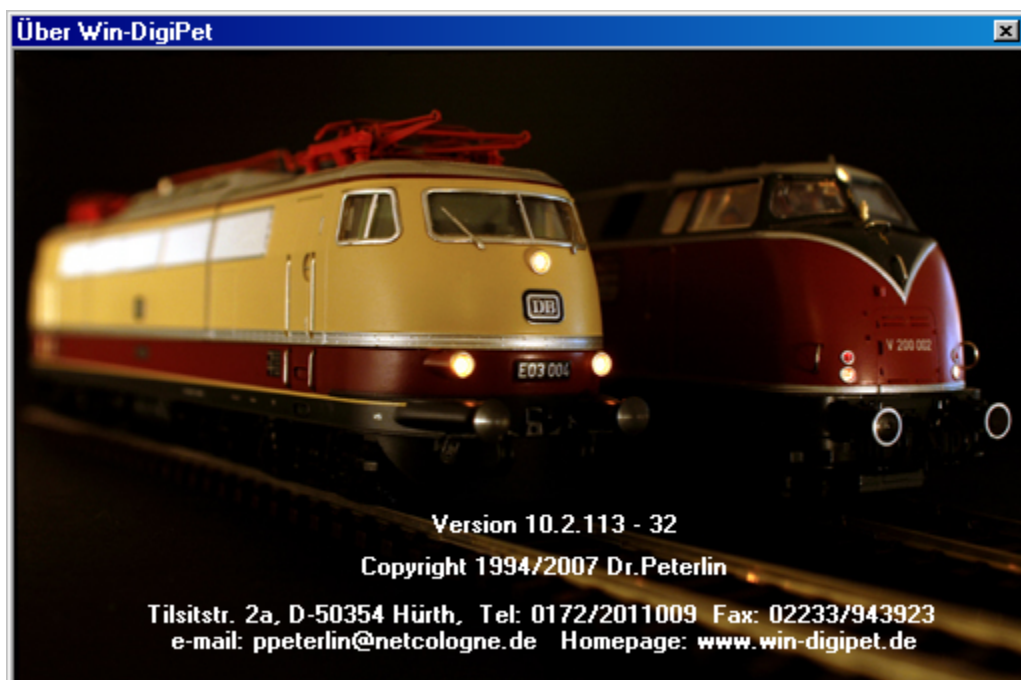 Über Win-DigiPet
DB
E03 004
V 200 002
Version 10.2.113 - 32
Copyright 1994/2007 Dr.Peterlin
Tilsitstr. 2a, D-50354 Hürth, Tel: 0172/2011009 Fax: 02233/943923
e-mail: ppeterlin@netcologne.de Homepage: www.win-digipet.de